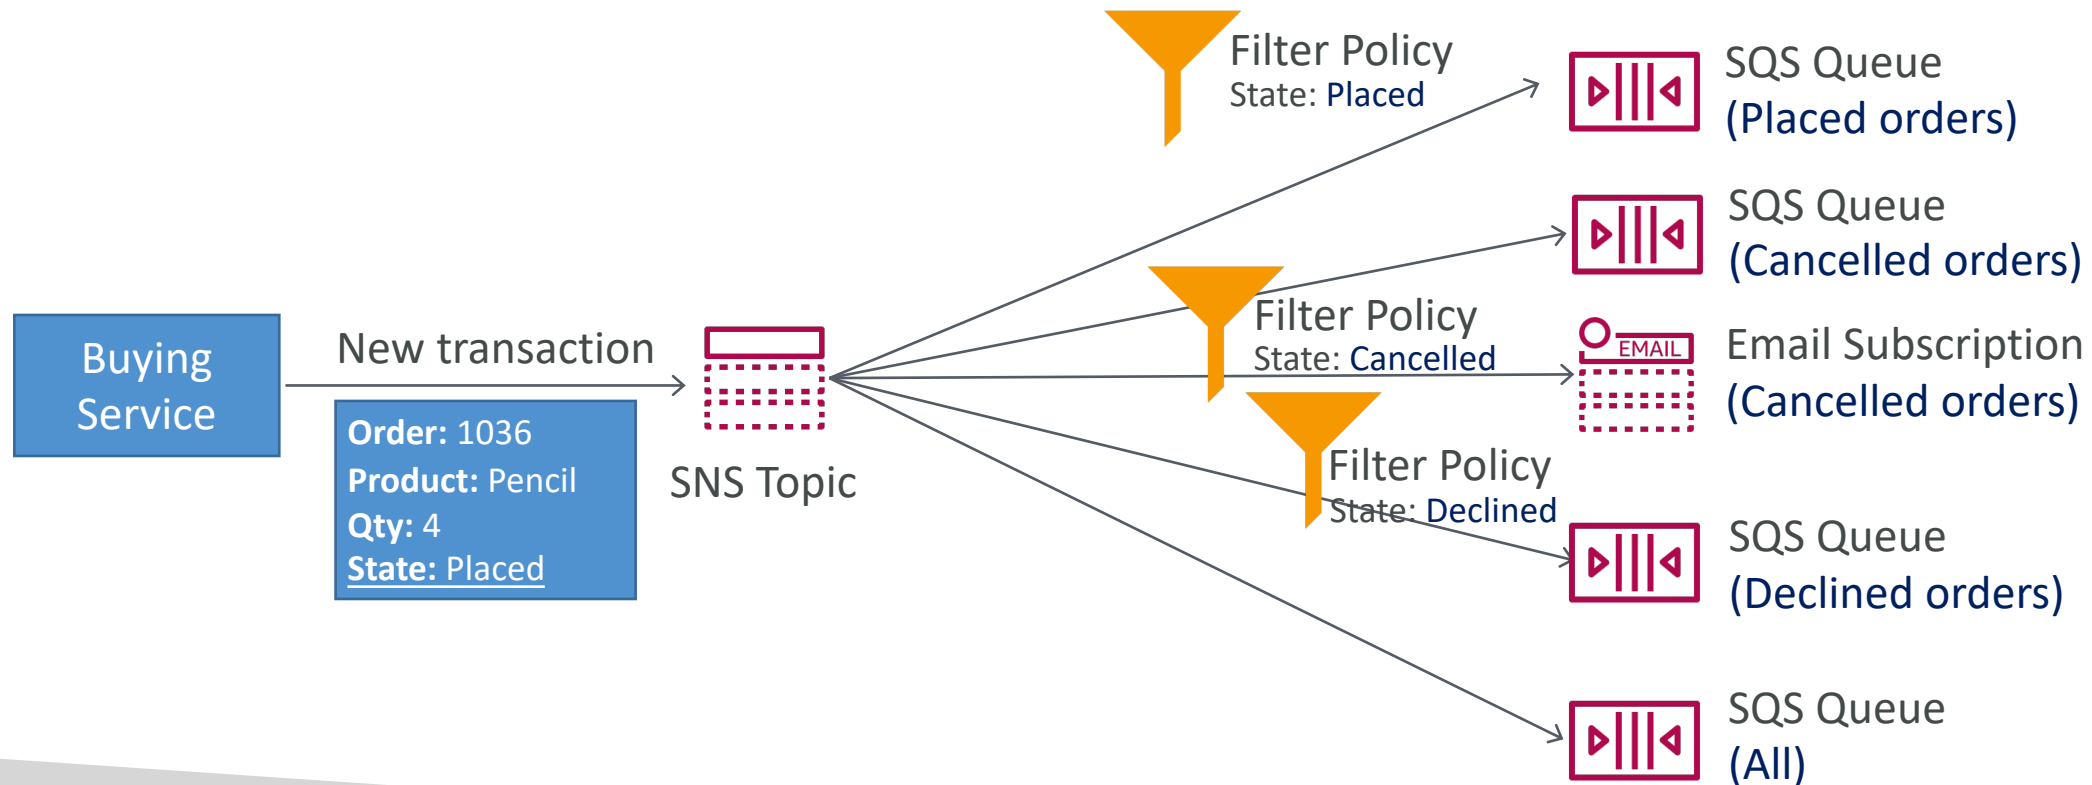 Filter Policy
State: Placed
SQS Queue
(Placed orders)
SQS Queue
(Cancelled orders)
Buying
Service
New transaction
Order: 1036
Product: Pencil
Qty: 4
State: Placed
SNS Topic
Filter Policy
State: Cancelled
EMAIL
Email Subscription
(Cancelled orders)
Filter Policy
State: Declined
SQS Queue
(Declined orders)
SQS Queue
(All)